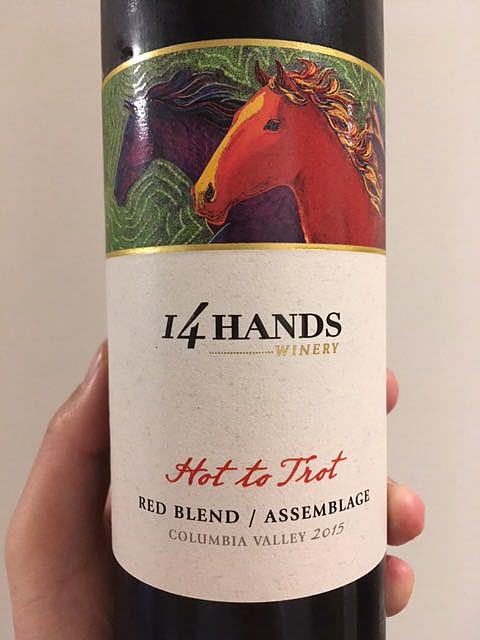 14 HANDS
WINERY
Hot to Trot
RED BLEND / ASSEMBLAGE
COLUMBIA VALLEY 2015